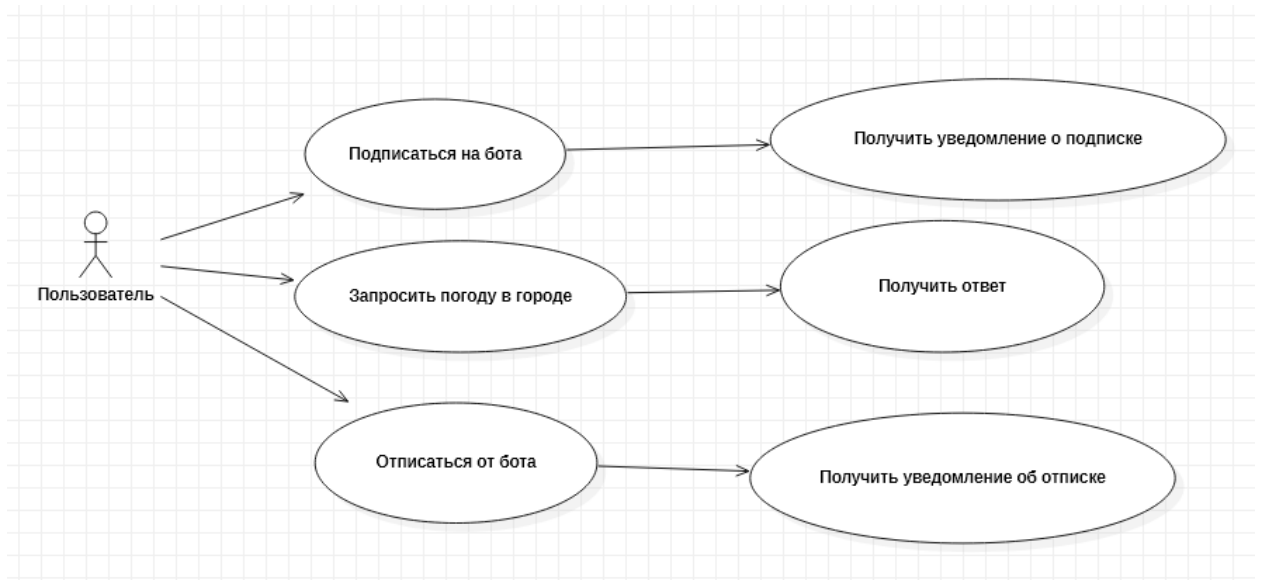 Подписаться на бота
Получить уведомление о подписке
Пользователь
Запросить погоду в городе
Получить ответ
Отписаться от бота
Получить уведомление об отписке